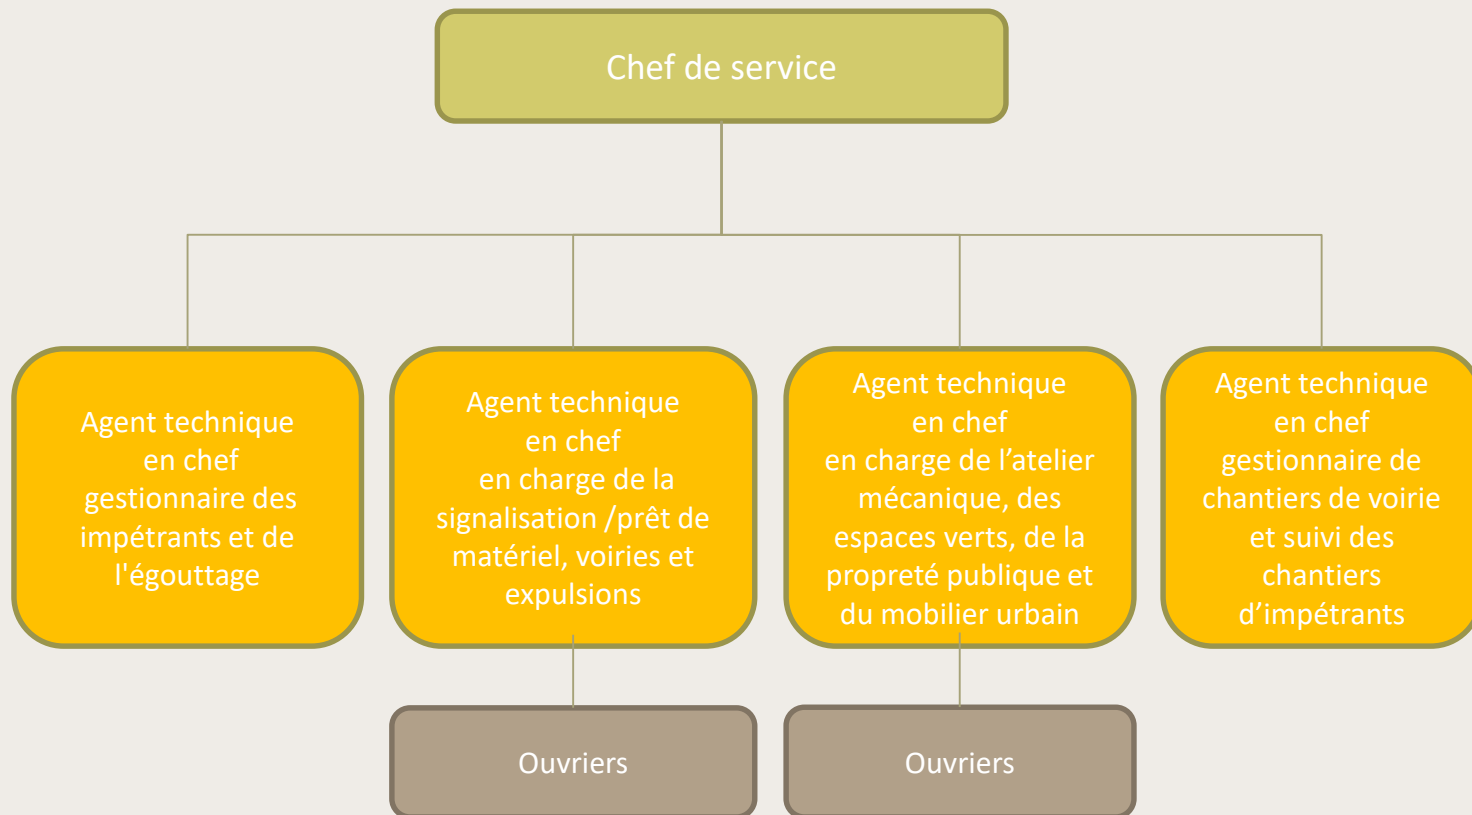 Chef de service
Agent technique
en chef
gestionnaire des
impétrants et de
l'égouttage
Agent technique
en chef
en charge de la
signalisation /prêt de
matériel, voiries et
expulsions
Agent technique
en chef
en charge de l’atelier
mécanique, des
espaces verts, de la
propreté publique et
du mobilier urbain
Agent technique
en chef
gestionnaire de
chantiers de voirie
et suivi des
chantiers
d’impétrants
Ouvriers
Ouvriers